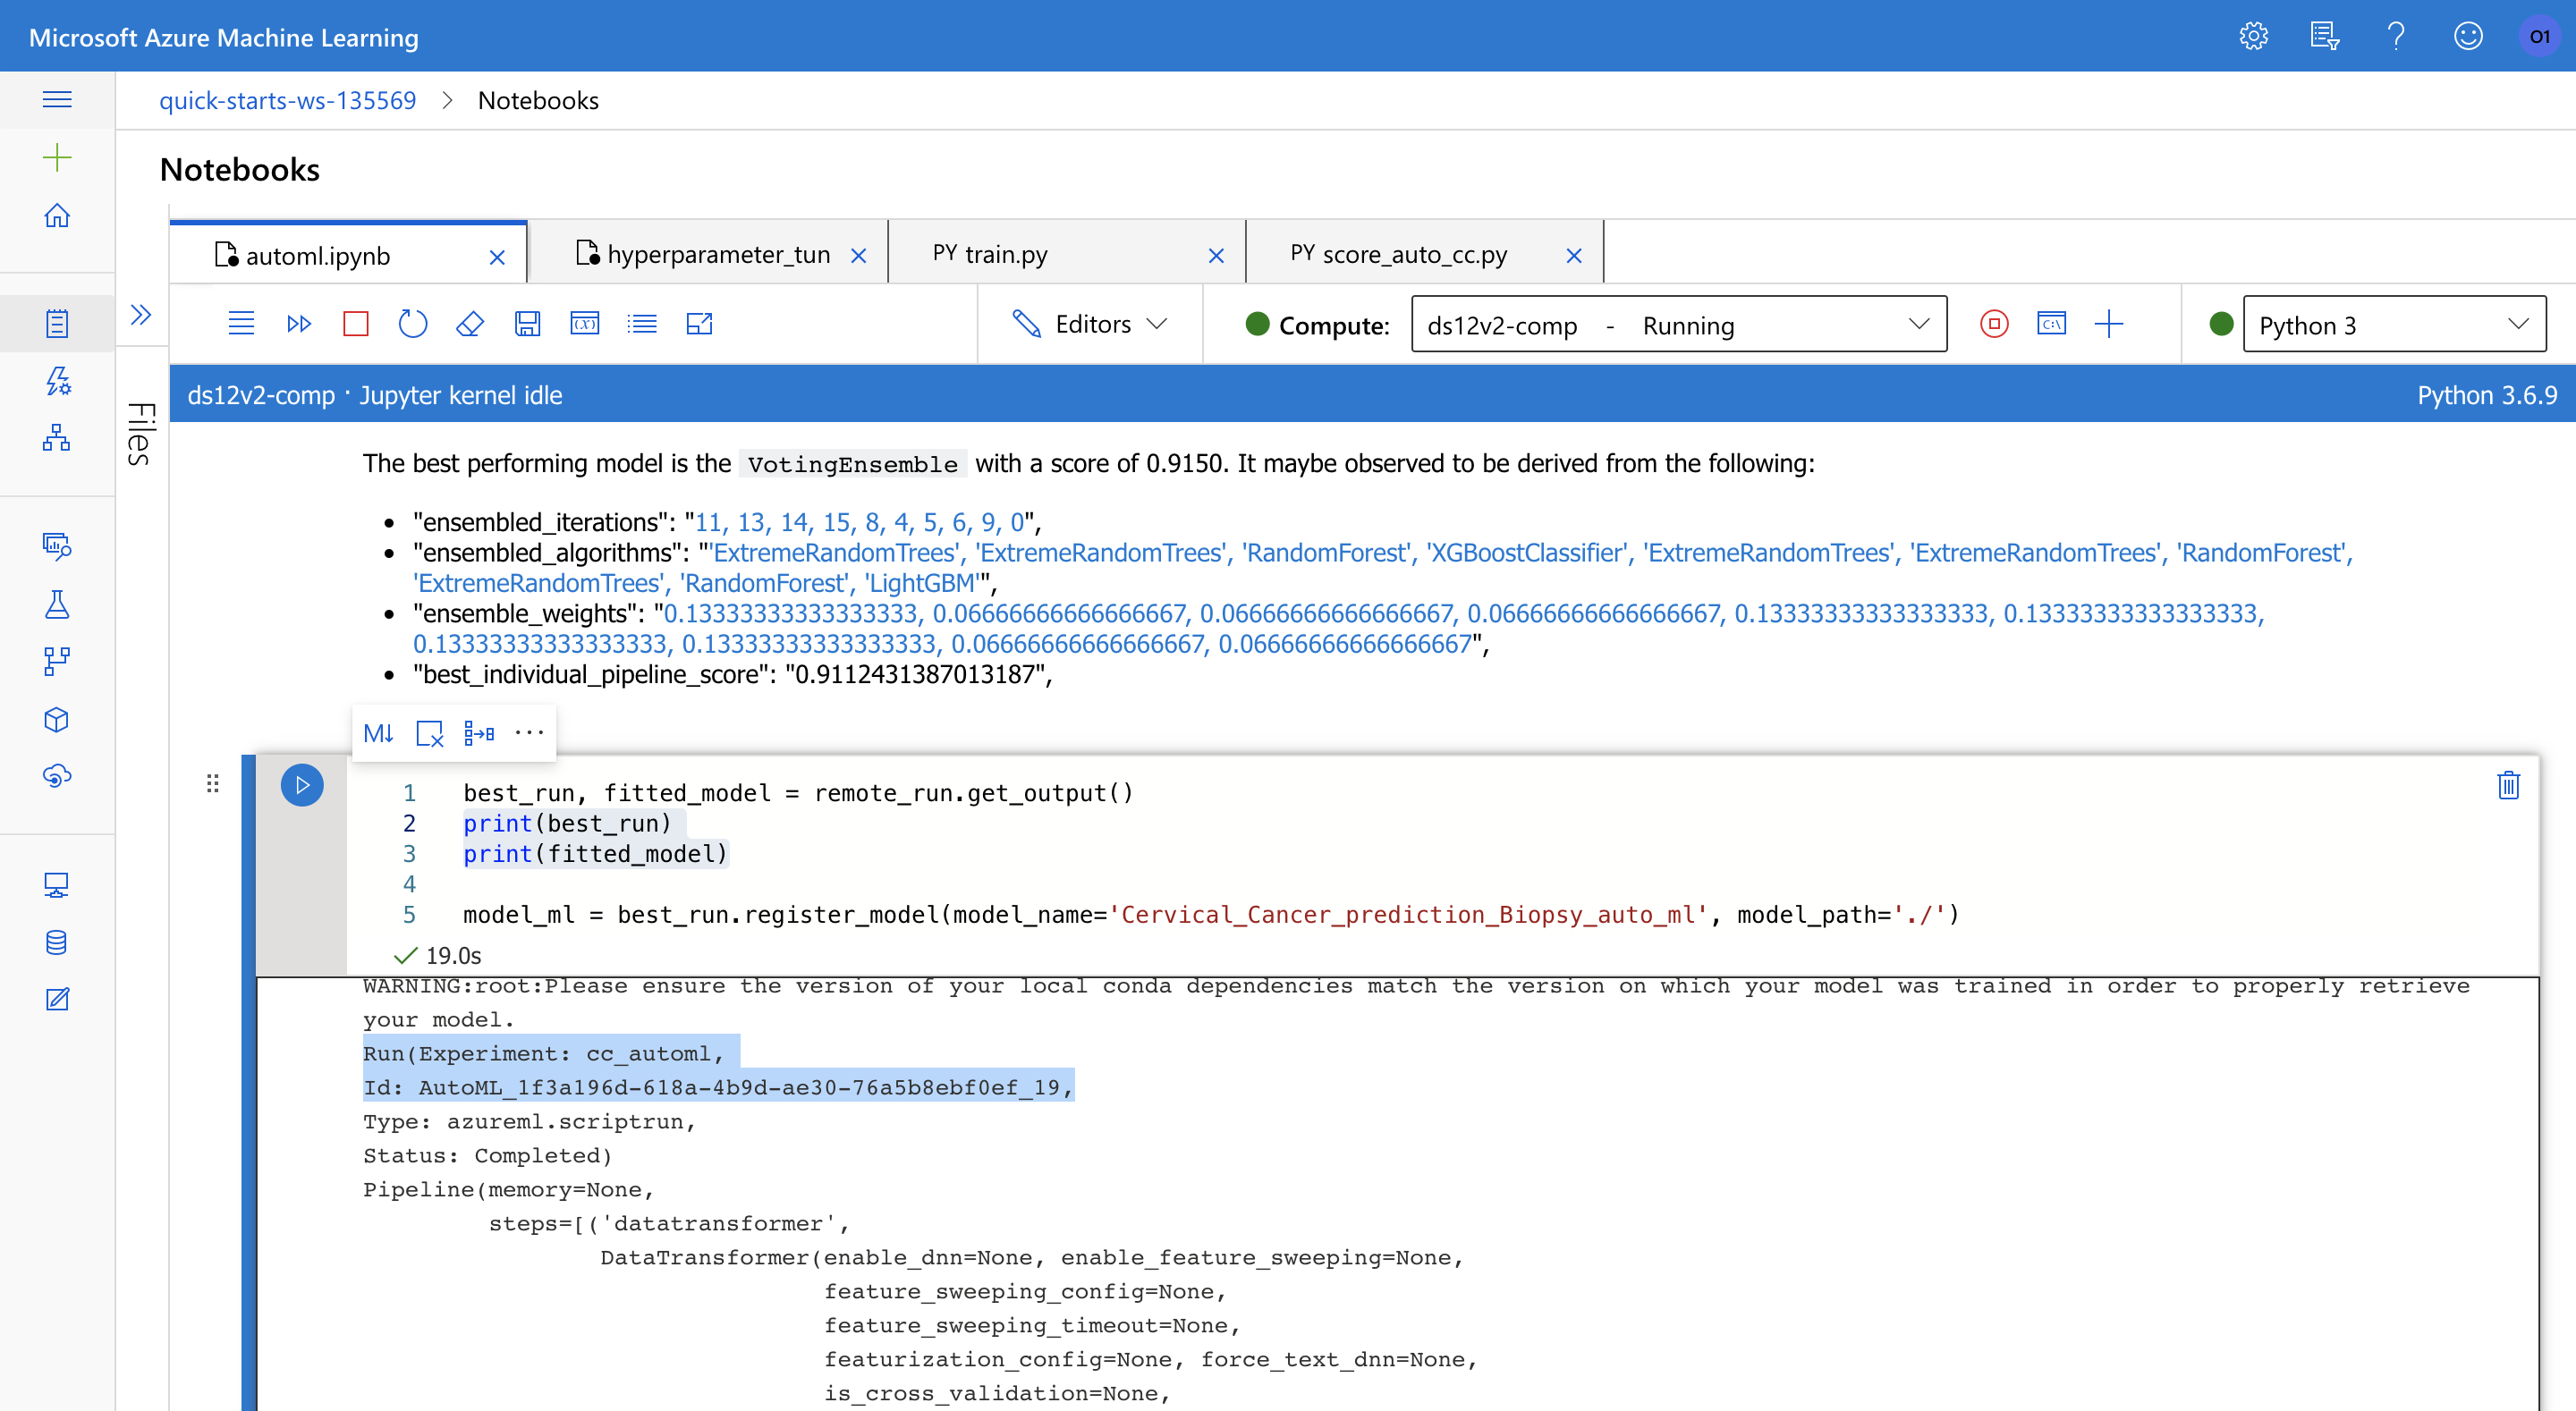 Microsoft Azure Machine Learning
O1
quick-starts-ws-135569 > Notebooks
Notebooks
automl.ipynb
hyperparameter_tun
PY train.py
PY score_auto_cc.py
Files
Editors
Compute:
ds12v2-comp - Running
Python 3
ds12v2-comp · Jupyter kernel idle
Python 3.6.9
The best performing model is the VotingEnsemble with a score of 0.9150. It maybe observed to be derived from the following:
• "ensembled_iterations": "11, 13, 14, 15, 8, 4, 5, 6, 9, 0",
• "ensembled_algorithms": "'ExtremeRandomTrees', 'ExtremeRandomTrees', 'RandomForest', 'XGBoostClassifier', 'ExtremeRandomTrees', 'ExtremeRandomTrees', 'RandomForest',
'ExtremeRandomTrees', 'RandomForest', 'LightGBM'",
• "ensemble_weights": "0.13333333333333333, 0.06666666666666667, 0.06666666666666667, 0.06666666666666667, 0.13333333333333333, 0.13333333333333333,
0.13333333333333333, 0.13333333333333333, 0.06666666666666667, 0.06666666666666667",
• "best_individual_pipeline_score": "0.9112431387013187",
M↓
1 best_run, fitted_model = remote_run.get_output()
2 print(best_run)
3 print(fitted_model)
4
5 model_ml = best_run.register_model(model_name='Cervical_Cancer_prediction_Biopsy_auto_ml', model_path='./')
19.0s
WARNING:root:Please ensure the version of your local conda dependencies match the version on which your model was trained in order to properly retrieve
your model.
Run(Experiment: cc_automl,
Id: AutoML_1f3a196d-618a-4b9d-ae30-76a5b8ebf0ef_19,
Type: azureml.scriptrun,
Status: Completed)
Pipeline(memory=None,
steps=[('datatransformer',
DataTransformer(enable_dnn=None, enable_feature_sweeping=None,
feature_sweeping_config=None,
feature_sweeping_timeout=None,
featurization_config=None, force_text_dnn=None,
is_cross_validation=None,